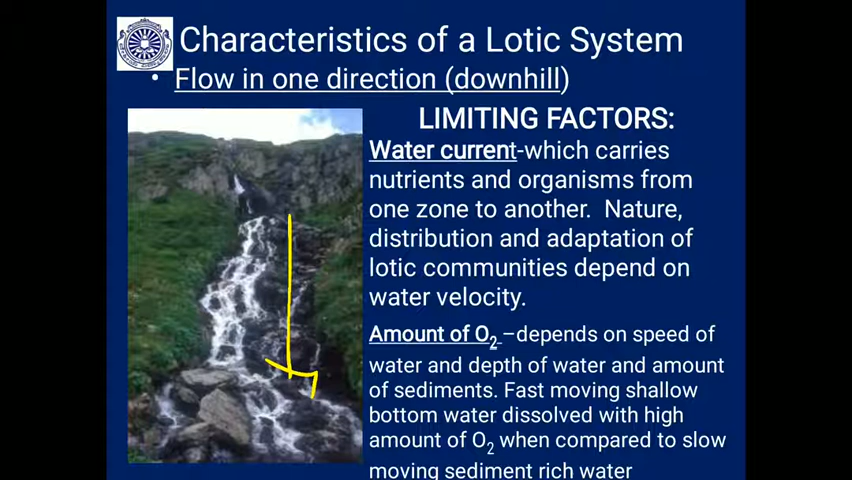 Characteristics of a Lotic System
• Flow in one direction (downhill)
LIMITING FACTORS:
Water current-which carries
nutrients and organisms from
one zone to another. Nature,
distribution and adaptation of
lotic communities depend on
water velocity.
Amount of O₂ –depends on speed of
water and depth of water and amount
of sediments. Fast moving shallow
bottom water dissolved with high
amount of O₂ when compared to slow
moving sediment rich water